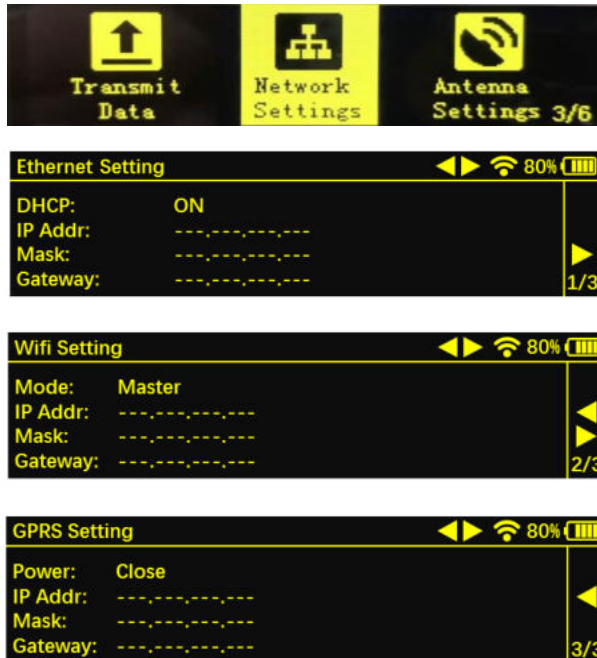 Transmit Data
Network Settings
Antenna Settings 3/6
Ethernet Setting 80%
DHCP: ON
IP Addr: ---.---.---.---
Mask: ---.---.---.---
Gateway: ---.---.---.---
1/3
Wifi Setting 80%
Mode: Master
IP Addr: ---.---.---.---
Mask: ---.---.---.---
Gateway: ---.---.---.---
2/3
GPRS Setting 80%
Power: Close
IP Addr: ---.---.---.---
Mask: ---.---.---.---
Gateway: ---.---.---.---
3/3